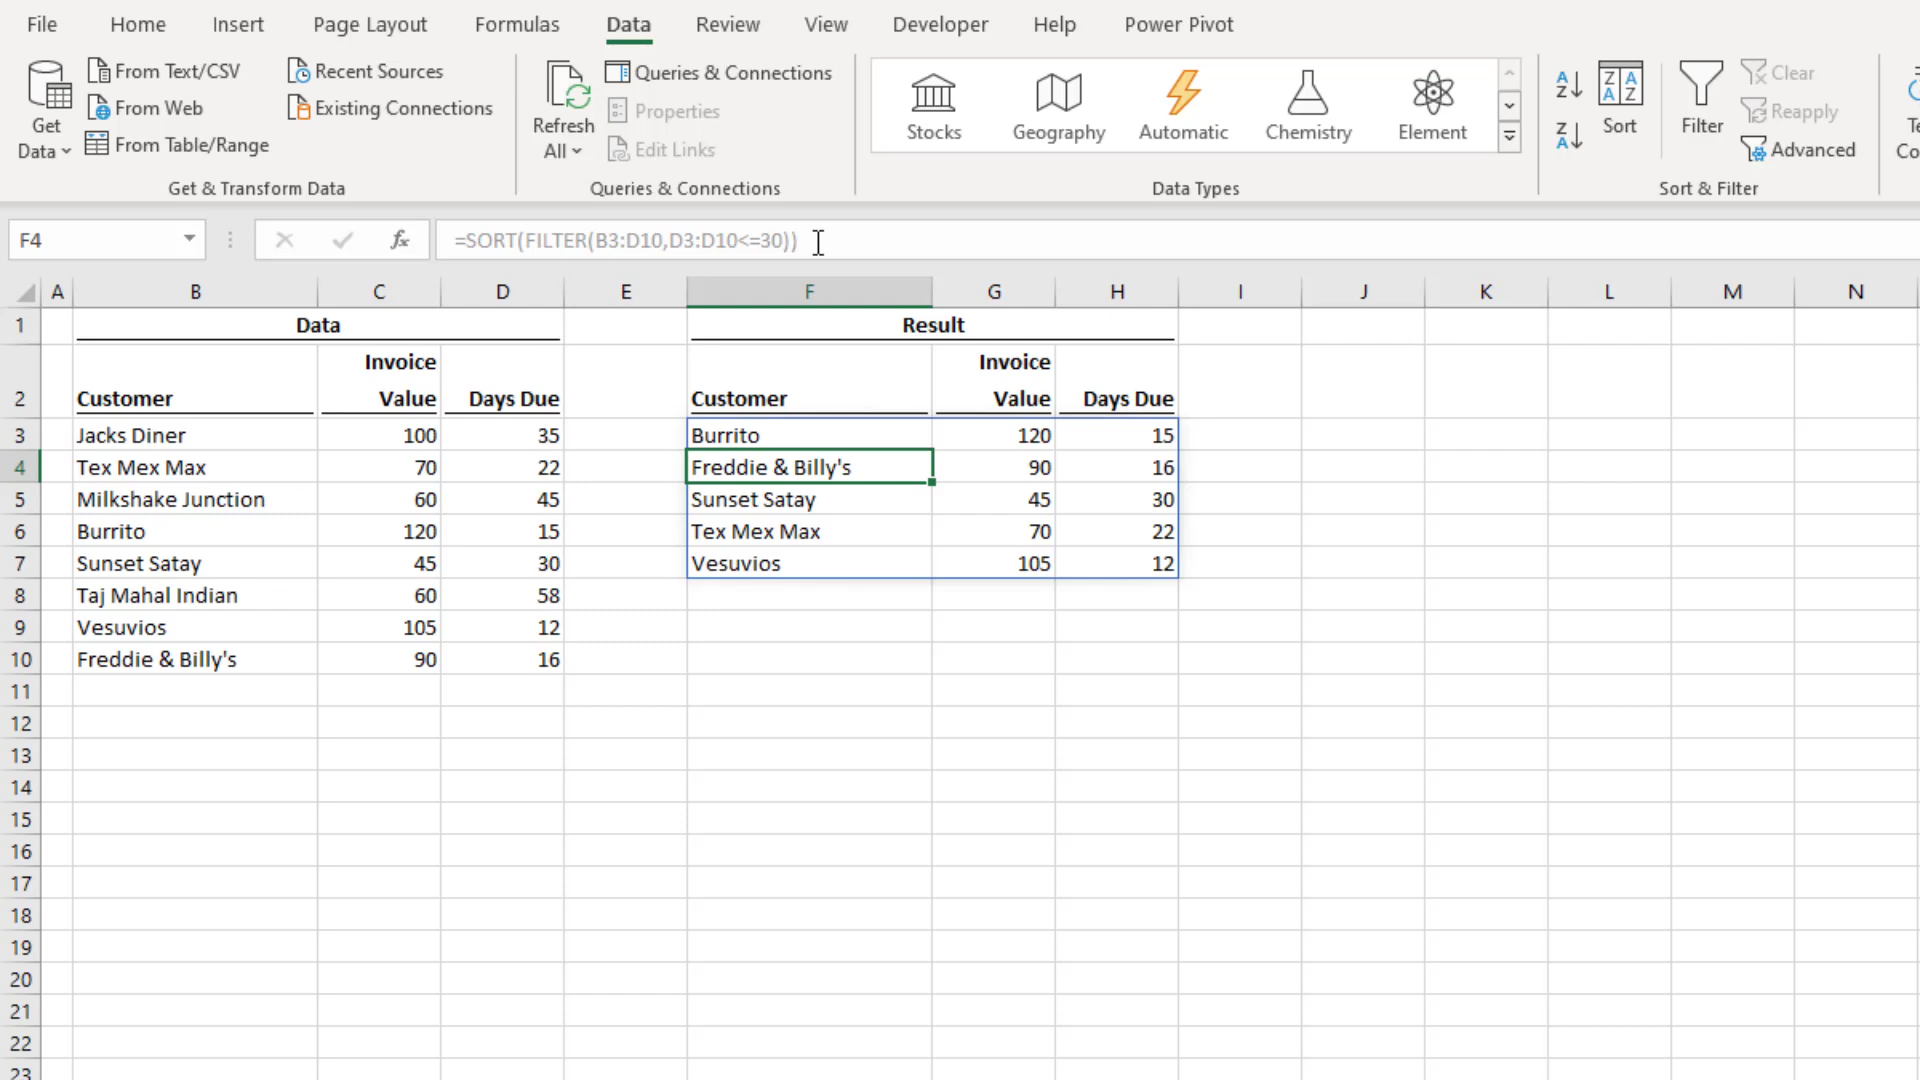 File Home Insert Page Layout Formulas Data Review View Developer Help Power Pivot
Get Data
From Text/CSV
From Web
From Table/Range
Recent Sources
Existing Connections
Get & Transform Data
Refresh All
Queries & Connections
Properties
Edit Links
Queries & Connections
Stocks Geography Automatic Chemistry Element
Data Types
Sort
Filter
Clear
Reapply
Advanced
Sort & Filter
F4 fx =SORT(FILTER(B3:D10,D3:D10<=30))
A B C D E F G H I J K L M N
1 Data Result
Invoice Invoice
2 Customer Value Days Due Customer Value Days Due
3 Jacks Diner 100 35 Burrito 120 15
4 Tex Mex Max 70 22 Freddie & Billy's 90 16
5 Milkshake Junction 60 45 Sunset Satay 45 30
6 Burrito 120 15 Tex Mex Max 70 22
7 Sunset Satay 45 30 Vesuvios 105 12
8 Taj Mahal Indian 60 58
9 Vesuvios 105 12
10 Freddie & Billy's 90 16
11
12
13
14
15
16
17
18
19
20
21
22
23